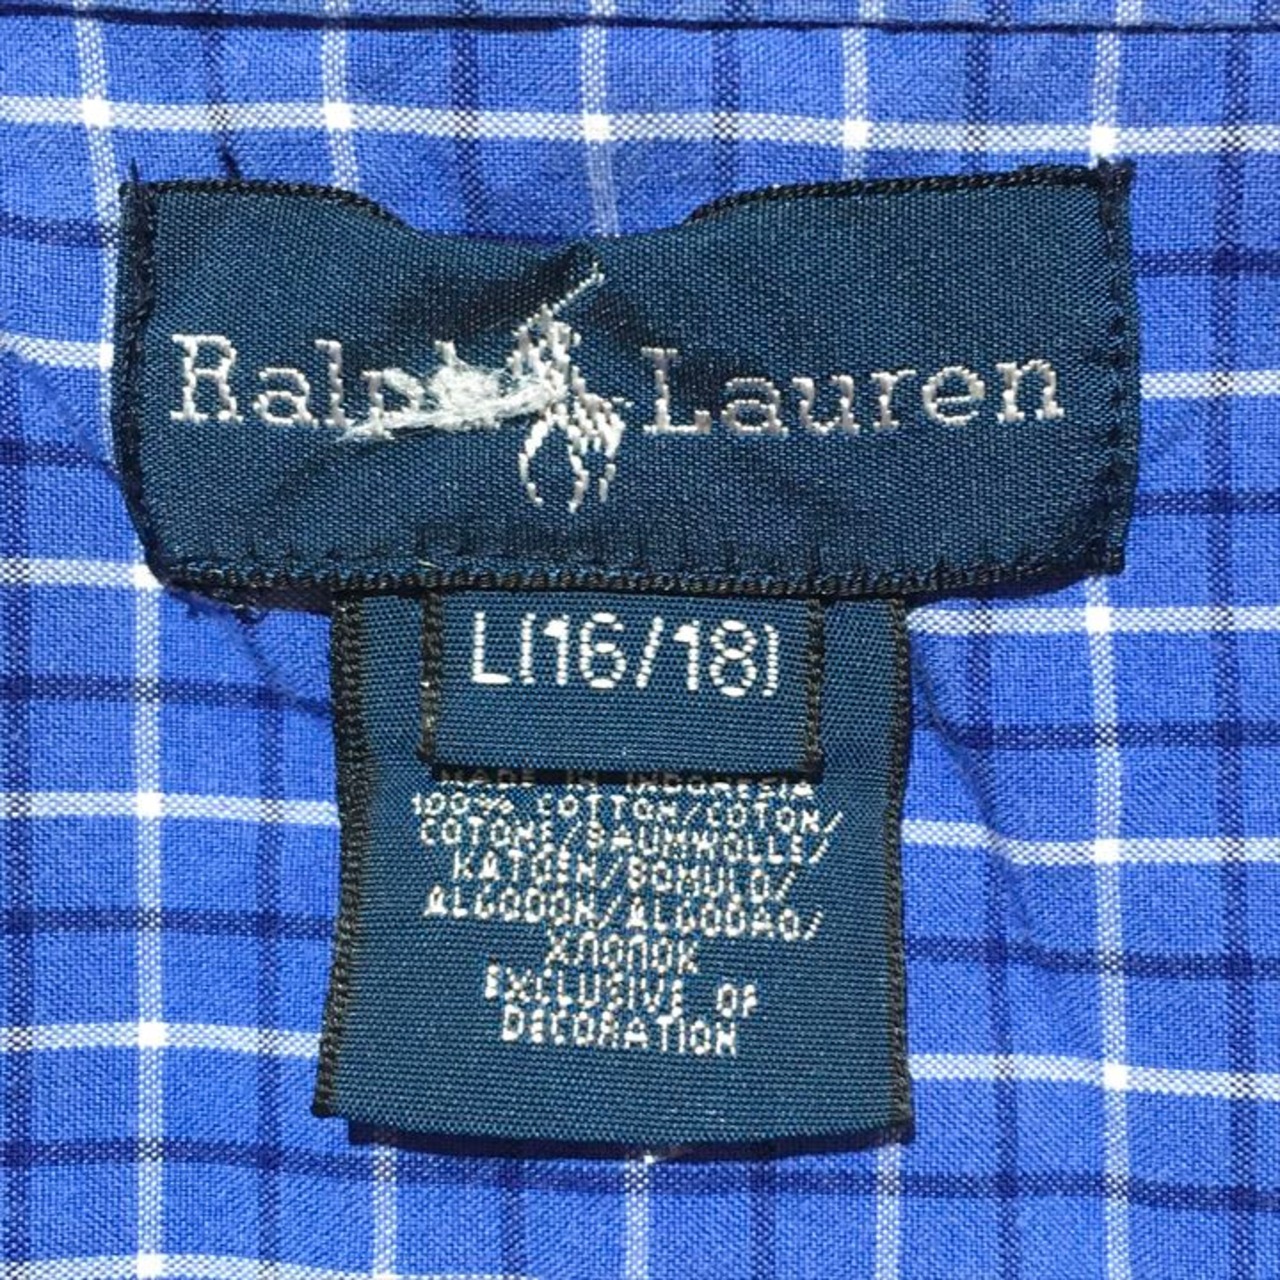 Ralph Lauren
L(16/18)
MADE IN INDONESIA
100% COTTON/COTON/
COTONE/BAUMWOLLE/
KATOEN/BOMULD/
ALGODON/ALGODAO/
ХЛОПОК
EXCLUSIVE OF
DECORATION